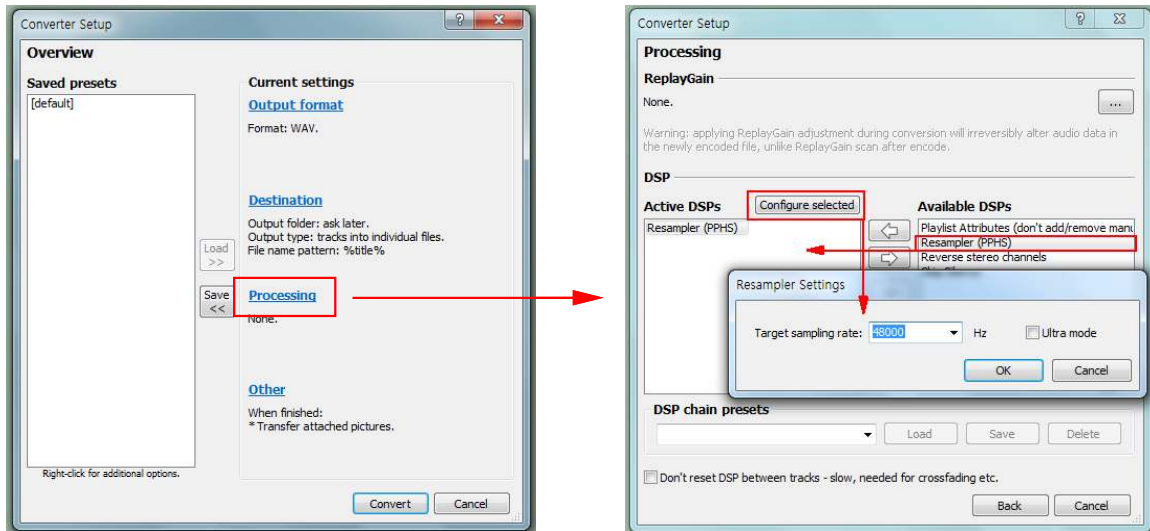 Converter Setup
Overview
Saved presets
[default]
Load
>>
Save
<<
Right-click for additional options.
Current settings
Output format
Format: WAV.
Destination
Output folder: ask later.
Output type: tracks into individual files.
File name pattern: %title%
Processing
None.
Other
When finished:
* Transfer attached pictures.
Convert
Cancel
Converter Setup
Processing
ReplayGain
None.
...
Warning: applying ReplayGain adjustment during conversion will irreversibly alter audio data in
the newly encoded file, unlike ReplayGain scan after encode.
DSP
Active DSPs
Configure selected
Available DSPs
Resampler (PPHS)
Playlist Attributes (don't add/remove manu
Resampler (PPHS)
Reverse stereo channels
Resampler Settings
Target sampling rate: 48000 Hz
Ultra mode
OK
Cancel
DSP chain presets
Load
Save
Delete
Don't reset DSP between tracks - slow, needed for crossfading etc.
Back
Cancel